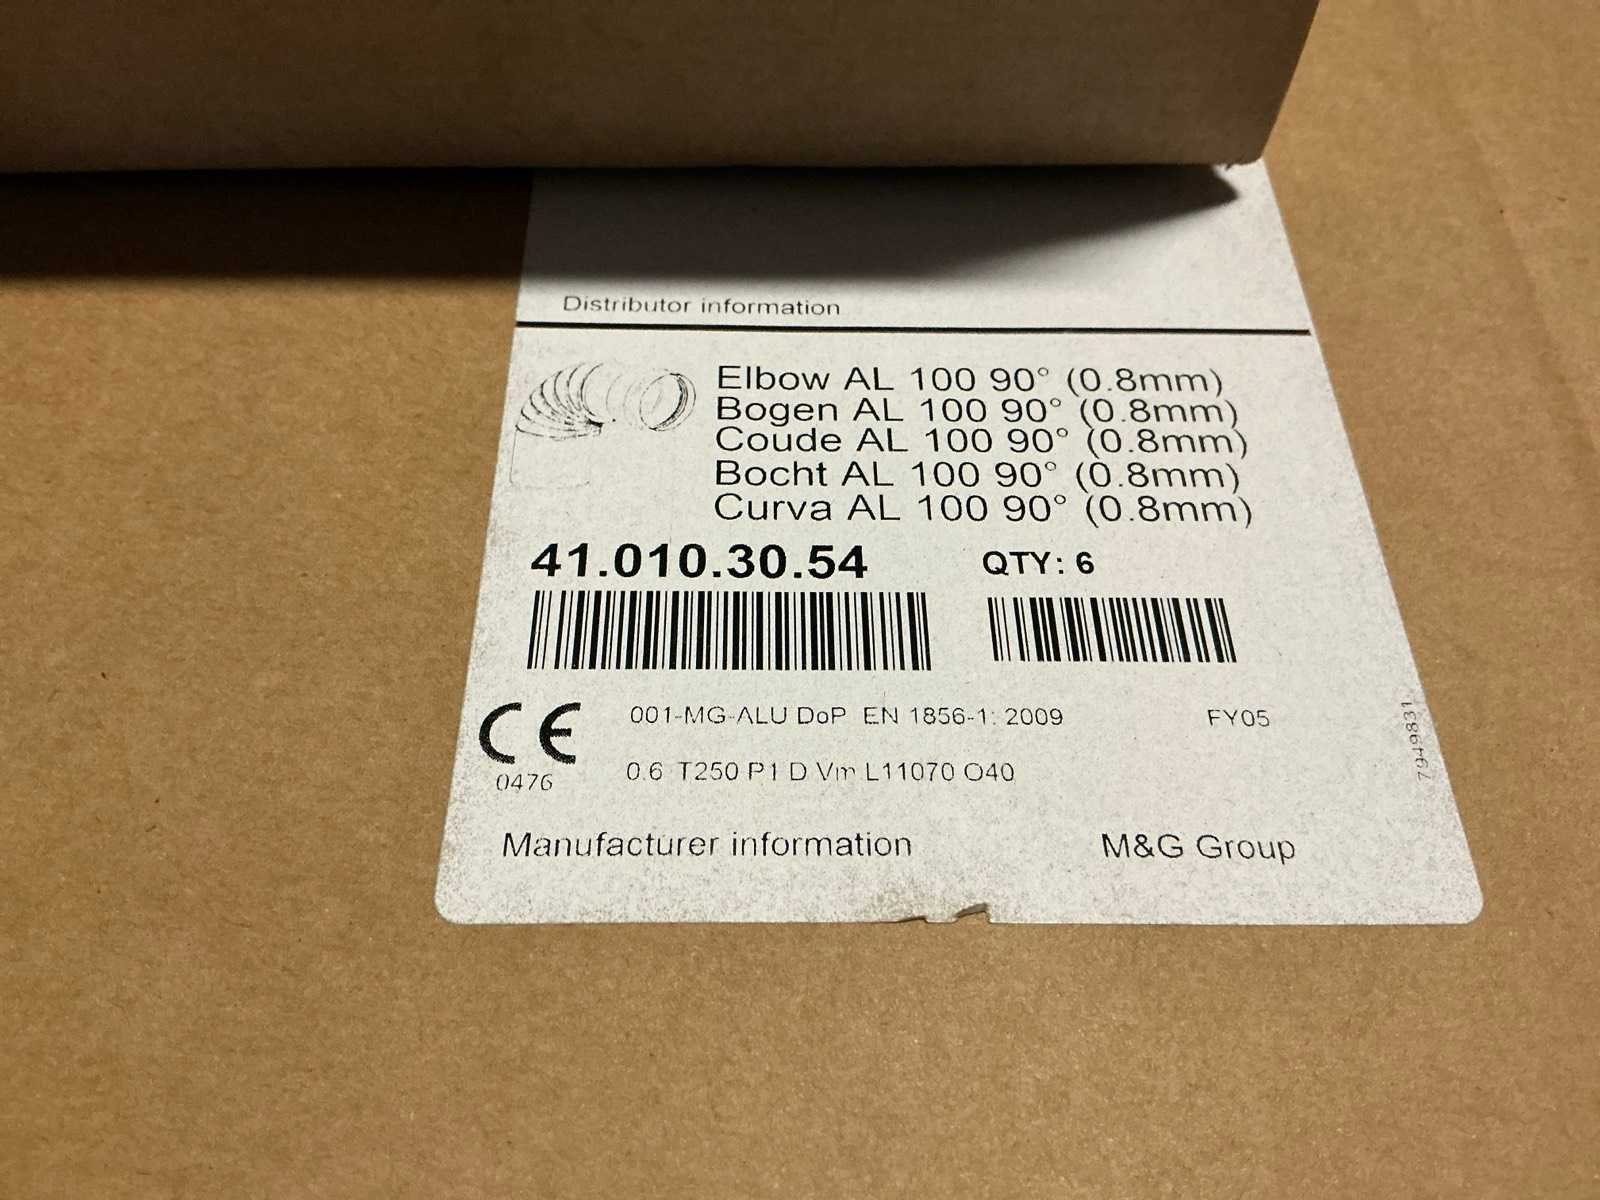 Distributor information
Elbow AL 100 90° (0.8mm)
Bogen AL 100 90° (0.8mm)
Coude AL 100 90° (0.8mm)
Bocht AL 100 90° (0.8mm)
Curva AL 100 90° (0.8mm)
41.010.30.54 QTY: 6
CE 001-MG-ALU DoP EN 1856-1: 2009 FY05
0476 0.6 T250 P1 D Vm L11070 O40
7949831
Manufacturer information M&G Group